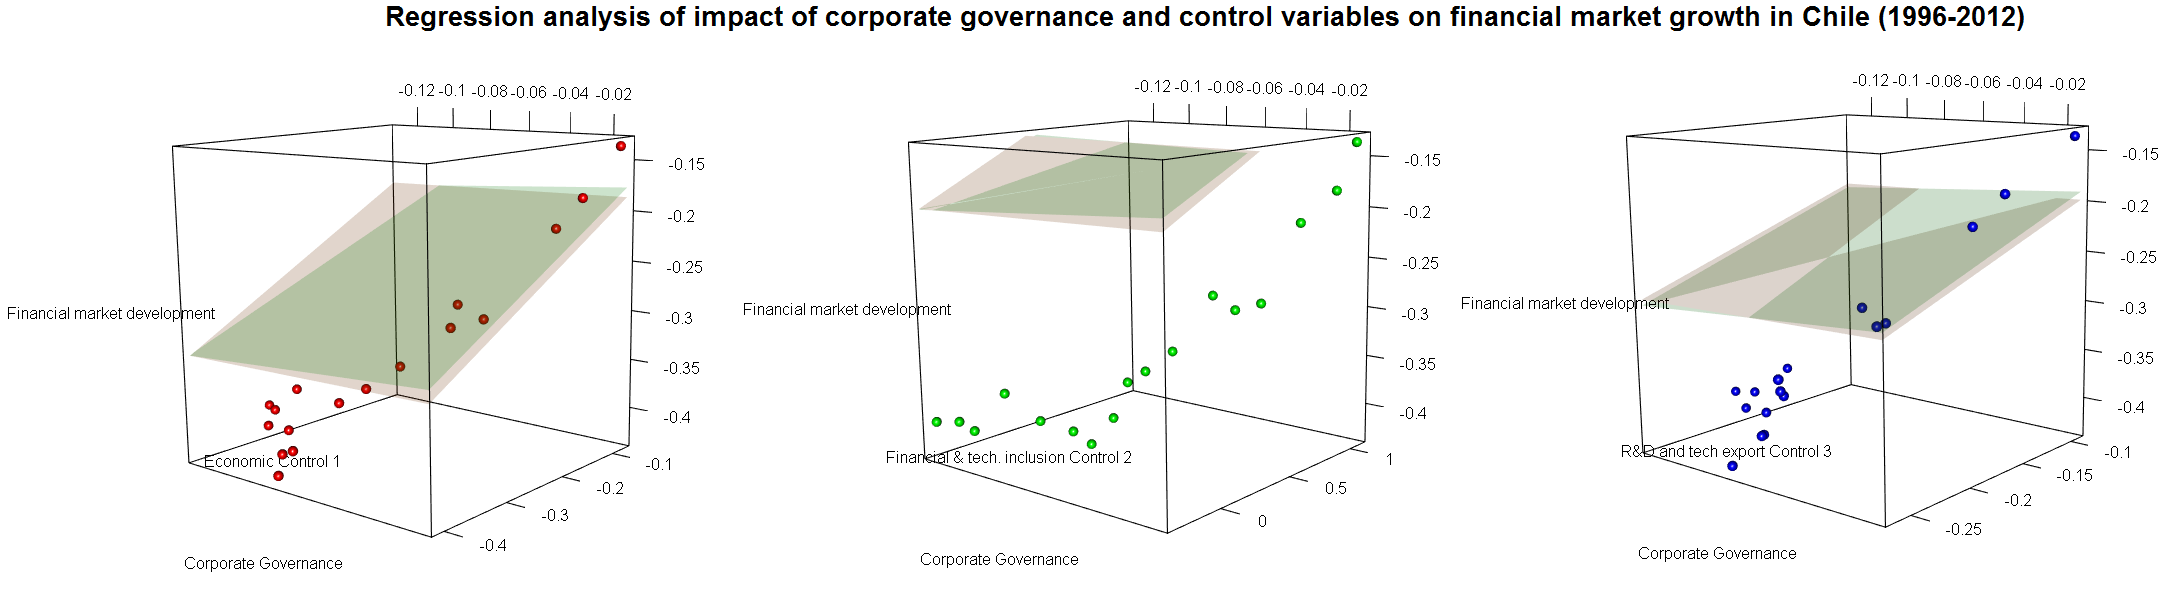 Regression analysis of impact of corporate governance and control variables on financial market growth in Chile (1996-2012)
-0.12 -0.1 -0.08 -0.06 -0.04 -0.02
-0.15
-0.2
-0.25
-0.3
-0.35
-0.4
Financial market development
Economic Control 1
-0.1
-0.2
-0.3
-0.4
Corporate Governance
-0.12 -0.1 -0.08 -0.06 -0.04 -0.02
-0.15
-0.2
-0.25
-0.3
-0.35
-0.4
Financial market development
Financial & tech. inclusion Control 2
1
0.5
0
Corporate Governance
-0.12 -0.1 -0.08 -0.06 -0.04 -0.02
-0.15
-0.2
-0.25
-0.3
-0.35
-0.4
Financial market development
R&D and tech export Control 3
-0.1
-0.15
-0.2
-0.25
Corporate Governance